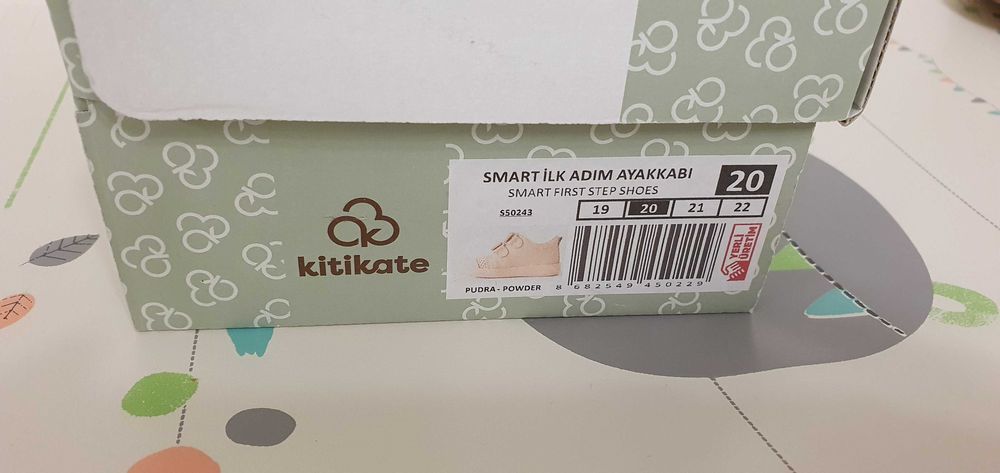 kitikate
SMART İLK ADIM AYAKKABI
SMART FIRST STEP SHOES
20
S50243
19 20 21 22
PUDRA - POWDER
8 682549 450229
YERLİ
ÜRETİM